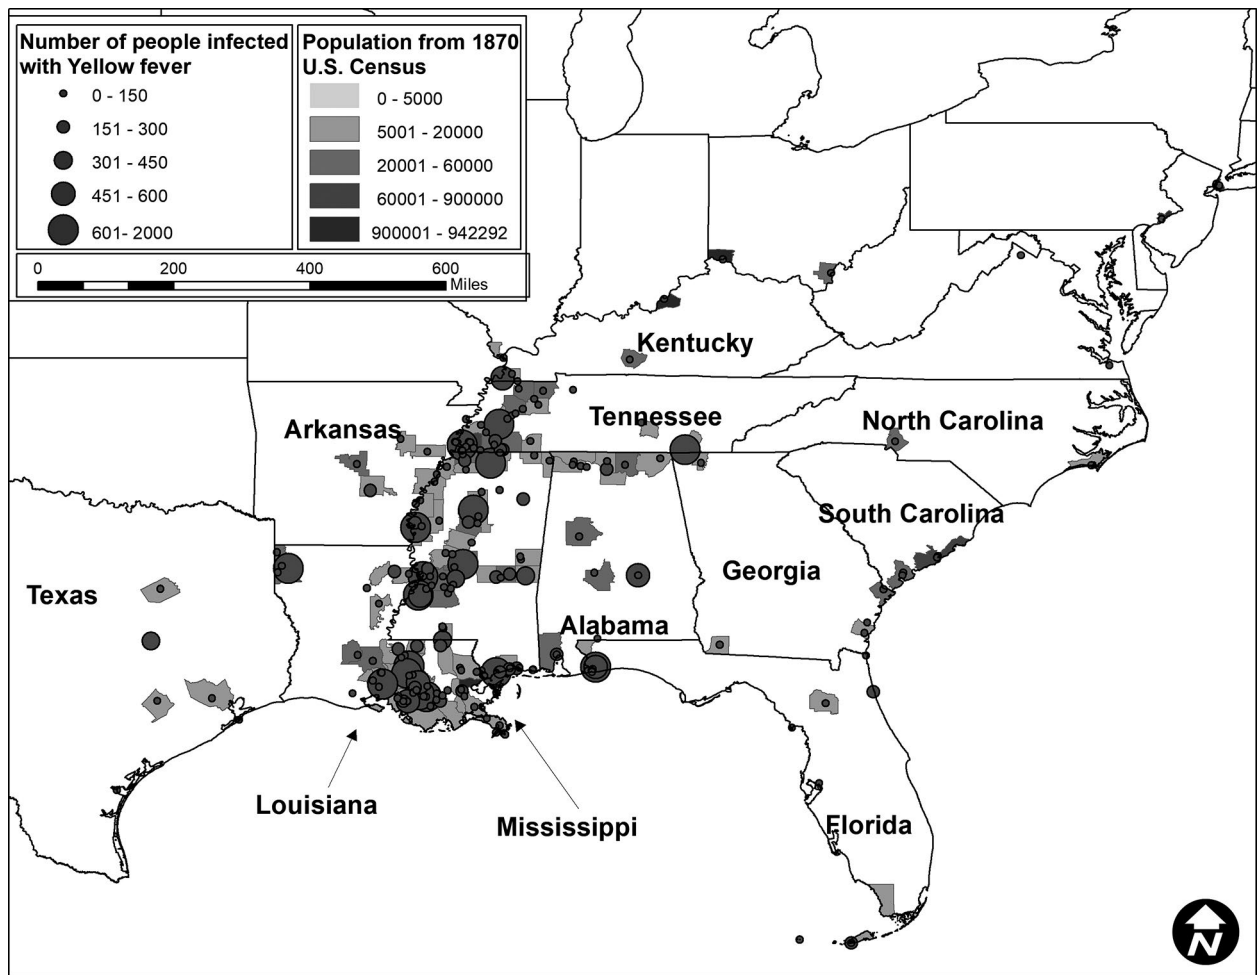 Number of people infected
with Yellow fever
0 - 150
151 - 300
301 - 450
451 - 600
601- 2000
Population from 1870
U.S. Census
0 - 5000
5001 - 20000
20001 - 60000
60001 - 900000
900001 - 942292
0 200 400 600
Miles
Kentucky
Tennessee
North Carolina
Arkansas
South Carolina
Georgia
Texas
Alabama
Louisiana
Mississippi
Florida
N